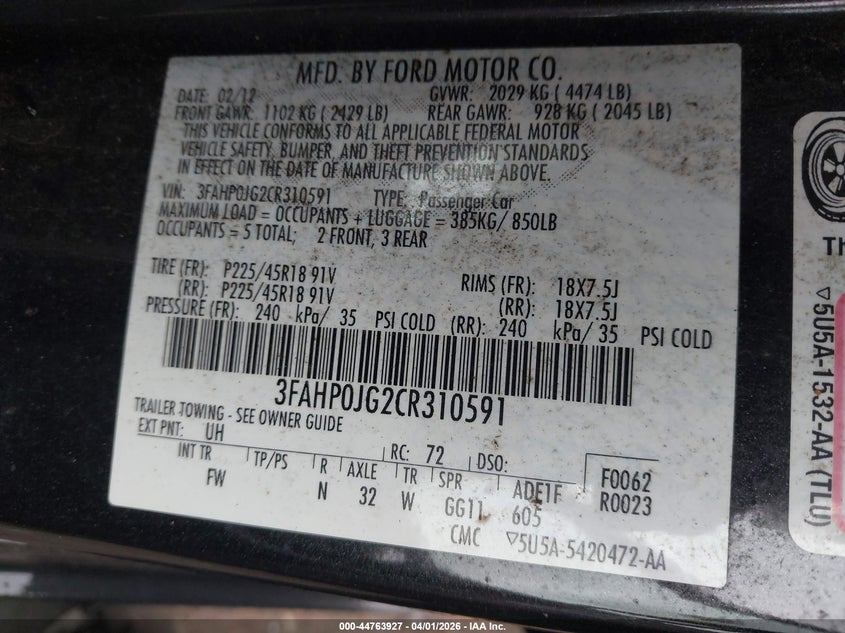 MFD. BY FORD MOTOR CO.
DATE: 02/12 GVWR: 2029 KG ( 4474 LB)
FRONT GAWR: 1102 KG ( 2429 LB) REAR GAWR: 928 KG ( 2045 LB)
THIS VEHICLE CONFORMS TO ALL APPLICABLE FEDERAL MOTOR
VEHICLE SAFETY, BUMPER, AND THEFT PREVENTION STANDARDS
IN EFFECT ON THE DATE OF MANUFACTURE SHOWN ABOVE.
VIN: 3FAHP0JG2CR310591 TYPE: Passenger Car
MAXIMUM LOAD = OCCUPANTS + LUGGAGE = 385KG/ 850LB
OCCUPANTS = 5 TOTAL; 2 FRONT, 3 REAR
TIRE (FR): P225/45R18 91V RIMS (FR): 18X7.5J
(RR): P225/45R18 91V (RR): 18X7.5J
PRESSURE (FR): 240 kPa/ 35 PSI COLD (RR): 240 kPa/ 35 PSI COLD
3FAHP0JG2CR310591
TRAILER TOWING - SEE OWNER GUIDE
EXT PNT: UH RC: 72 DSO:
INT TR TP/PS R AXLE TR SPR ADE1F F0062
FW N 32 W GG11 605 R0023
CMC ▽5U5A-5420472-AA
Th
▽5U5A-1532-AA (TLU)
000-44763927 - 04/01/2026 - IAA Inc.